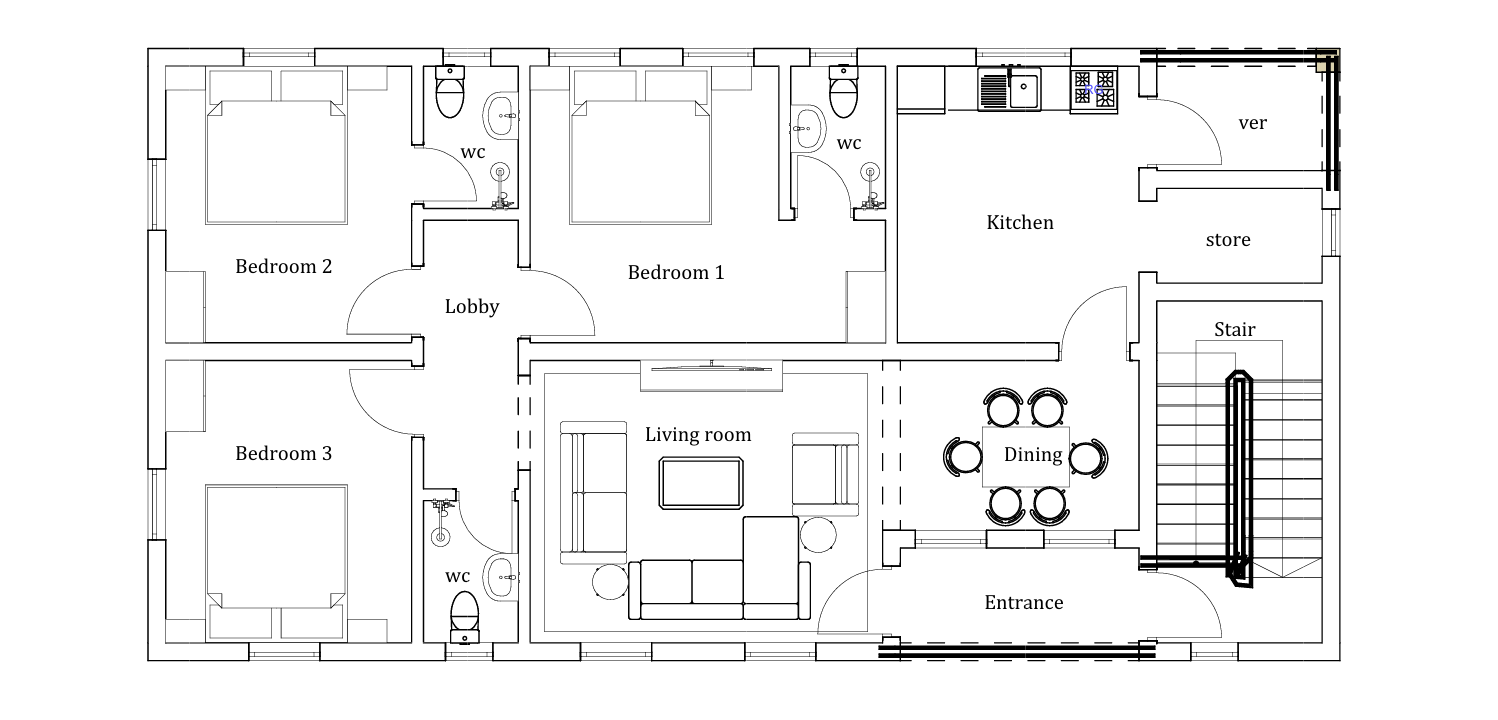 ver
wc
wc
Kitchen
store
Bedroom 2
Bedroom 1
Lobby
Stair
Living room
Bedroom 3
Dining
wc
Entrance